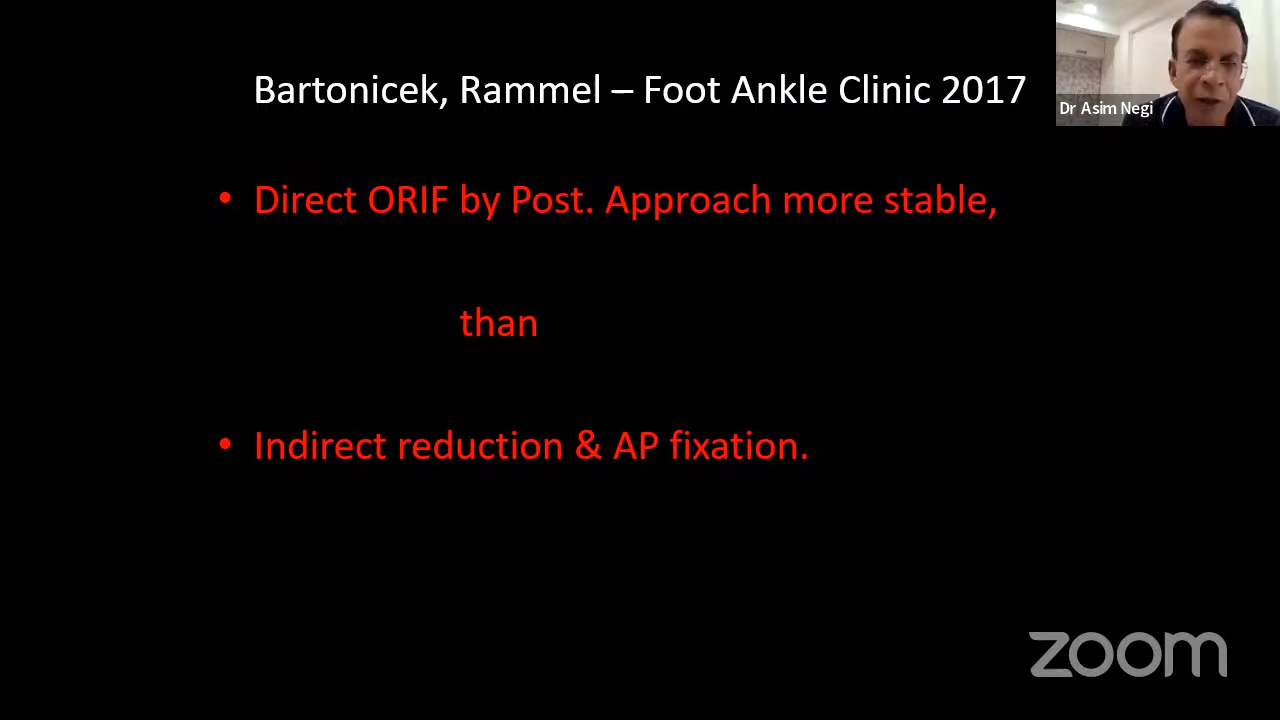 Bartonicek, Rammel – Foot Ankle Clinic 2017
Dr Asim Negi
• Direct ORIF by Post. Approach more stable,
than
• Indirect reduction & AP fixation.
zoom